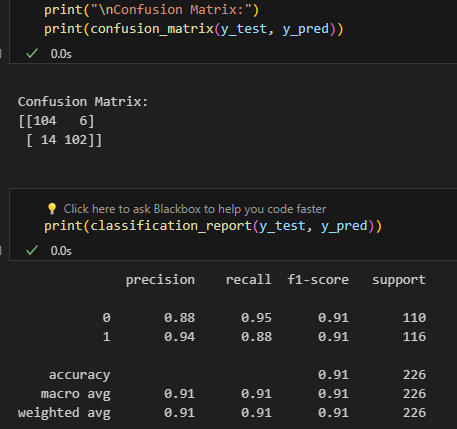 print("\nConfusion Matrix:")
print(confusion_matrix(y_test, y_pred))
0.0s
Confusion Matrix:
[[104   6]
 [ 14 102]]
Click here to ask Blackbox to help you code faster
print(classification_report(y_test, y_pred))
0.0s
              precision    recall  f1-score   support
           0       0.88      0.95      0.91       110
           1       0.94      0.88      0.91       116
    accuracy                           0.91       226
   macro avg       0.91      0.91      0.91       226
weighted avg       0.91      0.91      0.91       226